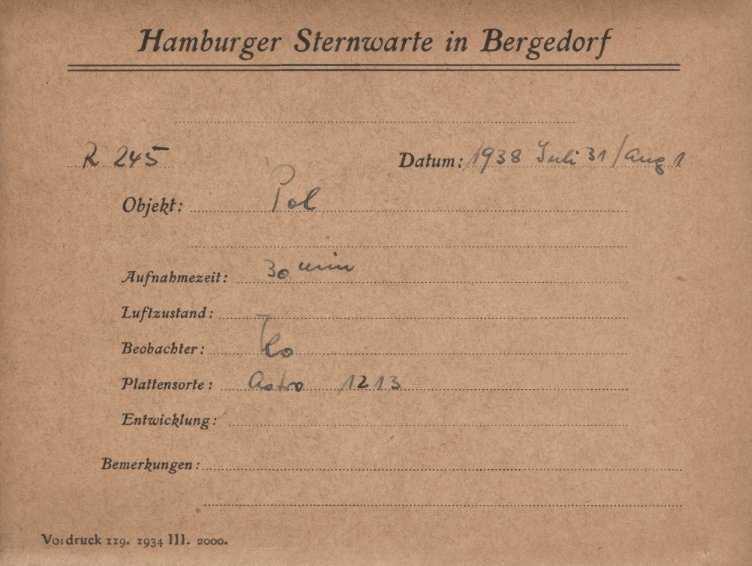 Hamburger Sternwarte in Bergedorf
R 245 Datum: 1938 Juli 31/Aug 1
Objekt: Pol
Aufnahmezeit: 30 min
Luftzustand:
Beobachter: Ko
Plattensorte: Astro 1213
Entwicklung:
Bemerkungen:
Vordruck 119. 1934 III. 2000.